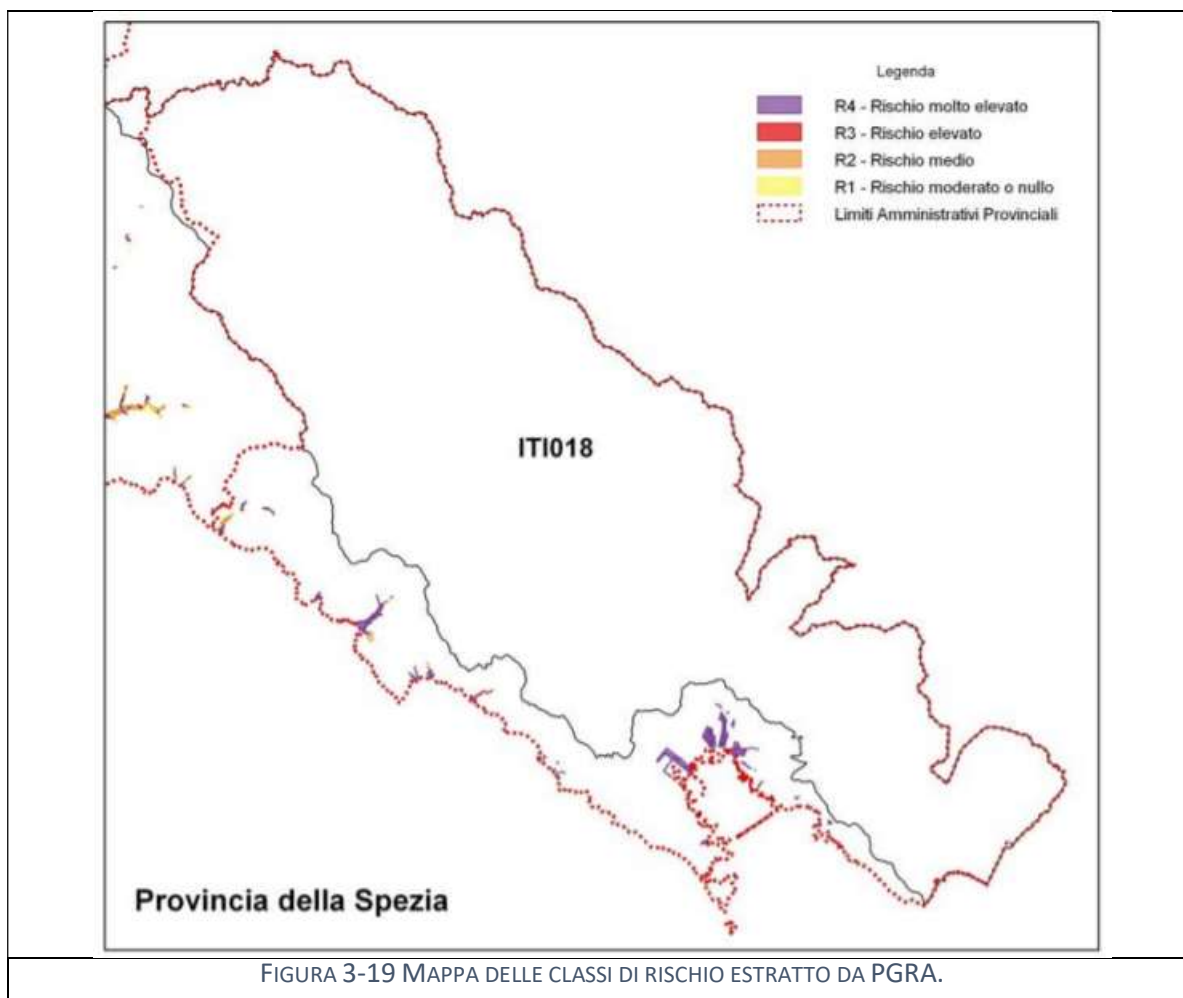 Legenda
R4 - Rischio molto elevato
R3 - Rischio elevato
R2 - Rischio medio
R1 - Rischio moderato o nullo
Limiti Amministrativi Provinciali
ITI018
Provincia della Spezia
FIGURA 3-19 MAPPA DELLE CLASSI DI RISCHIO ESTRATTO DA PGRA.